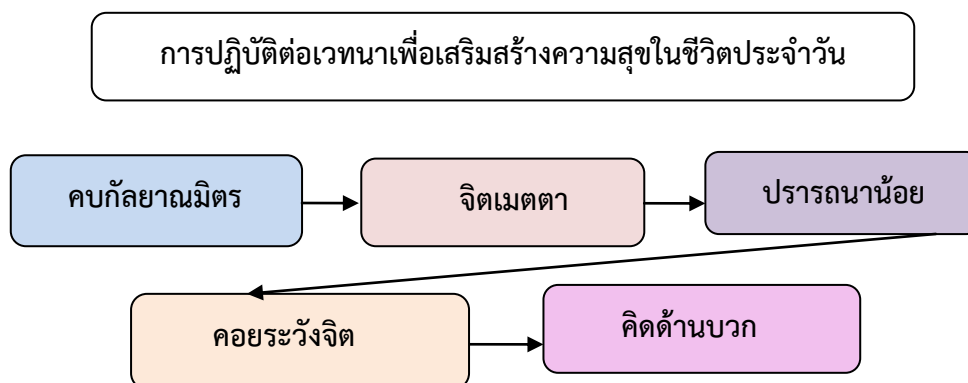 การปฏิบัติต่อเวทนาเพื่อเสริมสร้างความสุขในชีวิตประจำวัน
คบกัลยาณมิตร
จิตเมตตา
ปรารถนาน้อย
คอยระวังจิต
คิดด้านบวก